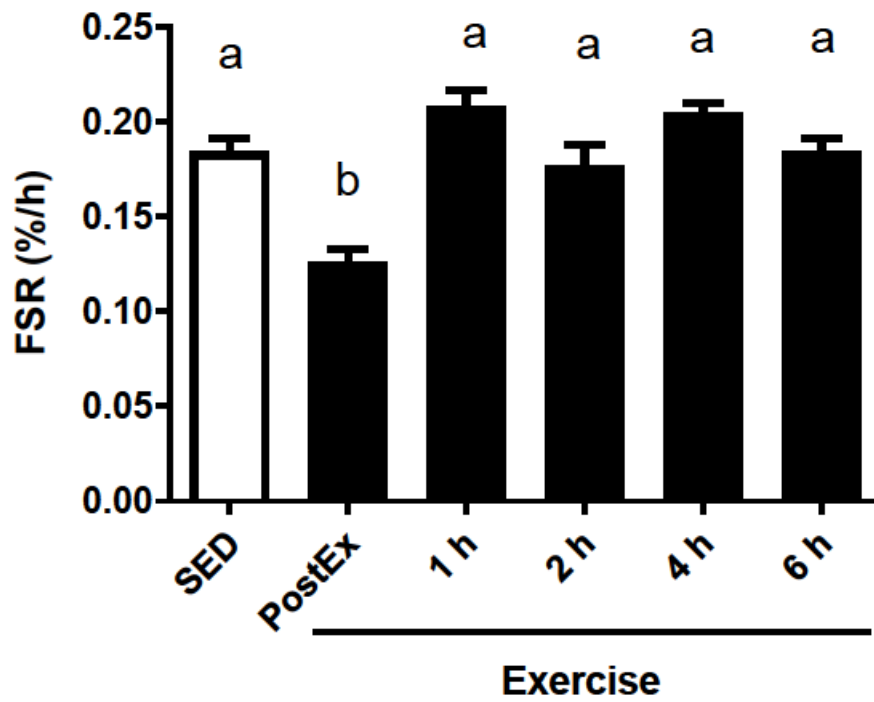 0.25
0.20
0.15
0.10
0.05
0.00
FSR (%/h)
a
b
a
a
a
a
SED
PostEx
1 h
2 h
4 h
6 h
Exercise